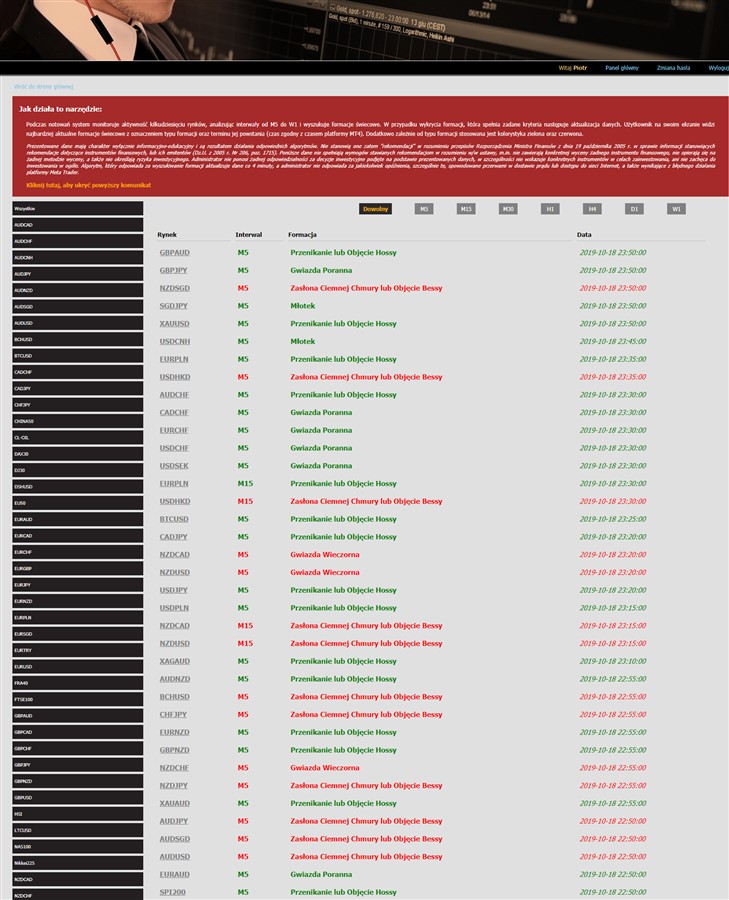 Gold, spot - 1,278,820 - 23:00:00 13 giu (CEST)
Gold, spot (Bid), 1 minute, # 159 / 300, Logarithmic, Heikin Ashi
Witaj Piotr Panel główny Zmiana hasła Wyloguj
Wróć do strony głównej
Jak działa to narzędzie:
Podczas notowań system monitoruje aktywność kilkudziesięciu rynków, analizując interwały od M5 do W1 i wyszukuje formacje świecowe. W przypadku wykrycia formacji, która spełnia zadane kryteria następuje aktualizacja danych. Użytkownik na swoim ekranie widzi
najbardziej aktualne formacje świecowe z oznaczeniem typu formacji oraz terminu jej powstania (czas zgodny z czasem platformy MT4). Dodatkowo zależnie od typu formacji stosowana jest kolorystyka zielona oraz czerwona.
Kliknij tutaj, aby ukryć powyższy komunikat
Wszystkie Dowolny M5 M15 M30 H1 H4 D1 W1
AUDCAD
Rynek Interwał Formacja Data
AUDCHF
GBPAUD M5 Przenikanie lub Objęcie Hossy 2019-10-18 23:50:00
AUDCNH
GBPJPY M5 Gwiazda Poranna 2019-10-18 23:50:00
AUDJPY
NZDSGD M5 Zasłona Ciemnej Chmury lub Objęcie Bessy 2019-10-18 23:50:00
AUDNZD
SGDJPY M5 Młotek 2019-10-18 23:50:00
AUDSGD
XAUUSD M5 Przenikanie lub Objęcie Hossy 2019-10-18 23:50:00
AUDUSD
USDCNH M5 Młotek 2019-10-18 23:45:00
BCHUSD
EURPLN M5 Przenikanie lub Objęcie Hossy 2019-10-18 23:35:00
BTCUSD
USDHKD M5 Zasłona Ciemnej Chmury lub Objęcie Bessy 2019-10-18 23:35:00
CADCHF
AUDCHF M5 Przenikanie lub Objęcie Hossy 2019-10-18 23:30:00
CADJPY
CADCHF M5 Gwiazda Poranna 2019-10-18 23:30:00
CHFJPY
EURCHF M5 Gwiazda Poranna 2019-10-18 23:30:00
CHINA50
USDCHF M5 Gwiazda Poranna 2019-10-18 23:30:00
CL-OIL
USDSEK M5 Gwiazda Poranna 2019-10-18 23:30:00
DAX30
EURPLN M15 Przenikanie lub Objęcie Hossy 2019-10-18 23:30:00
DJ30
USDHKD M15 Zasłona Ciemnej Chmury lub Objęcie Bessy 2019-10-18 23:30:00
DSHUSD
BTCUSD M5 Przenikanie lub Objęcie Hossy 2019-10-18 23:25:00
EU50
CADJPY M5 Przenikanie lub Objęcie Hossy 2019-10-18 23:20:00
EURAUD
NZDCAD M5 Gwiazda Wieczorna 2019-10-18 23:20:00
EURCAD
NZDUSD M5 Gwiazda Wieczorna 2019-10-18 23:20:00
EURCHF
USDJPY M5 Przenikanie lub Objęcie Hossy 2019-10-18 23:20:00
EURGBP
USDPLN M5 Przenikanie lub Objęcie Hossy 2019-10-18 23:15:00
EURJPY
NZDCAD M15 Zasłona Ciemnej Chmury lub Objęcie Bessy 2019-10-18 23:15:00
EURNZD
NZDUSD M15 Zasłona Ciemnej Chmury lub Objęcie Bessy 2019-10-18 23:15:00
EURPLN
XAGAUD M5 Przenikanie lub Objęcie Hossy 2019-10-18 23:10:00
EURSGD
AUDNZD M5 Przenikanie lub Objęcie Hossy 2019-10-18 22:55:00
EURTRY
BCHUSD M5 Zasłona Ciemnej Chmury lub Objęcie Bessy 2019-10-18 22:55:00
EURUSD
CHFJPY M5 Zasłona Ciemnej Chmury lub Objęcie Bessy 2019-10-18 22:55:00
FRA40
EURNZD M5 Przenikanie lub Objęcie Hossy 2019-10-18 22:55:00
FTSE100
GBPNZD M5 Przenikanie lub Objęcie Hossy 2019-10-18 22:55:00
GBPAUD
NZDCHF M5 Gwiazda Wieczorna 2019-10-18 22:55:00
GBPCAD
NZDJPY M5 Zasłona Ciemnej Chmury lub Objęcie Bessy 2019-10-18 22:55:00
GBPCHF
XAUAUD M5 Przenikanie lub Objęcie Hossy 2019-10-18 22:55:00
GBPJPY
AUDJPY M5 Zasłona Ciemnej Chmury lub Objęcie Bessy 2019-10-18 22:50:00
GBPNZD
AUDSGD M5 Zasłona Ciemnej Chmury lub Objęcie Bessy 2019-10-18 22:50:00
GBPUSD
AUDUSD M5 Zasłona Ciemnej Chmury lub Objęcie Bessy 2019-10-18 22:50:00
HSI
EURAUD M5 Gwiazda Poranna 2019-10-18 22:50:00
LTCUSD
SPI200 M5 Przenikanie lub Objęcie Hossy 2019-10-18 22:50:00
NAS100
Nikkei225
NZDCAD
NZDCHF